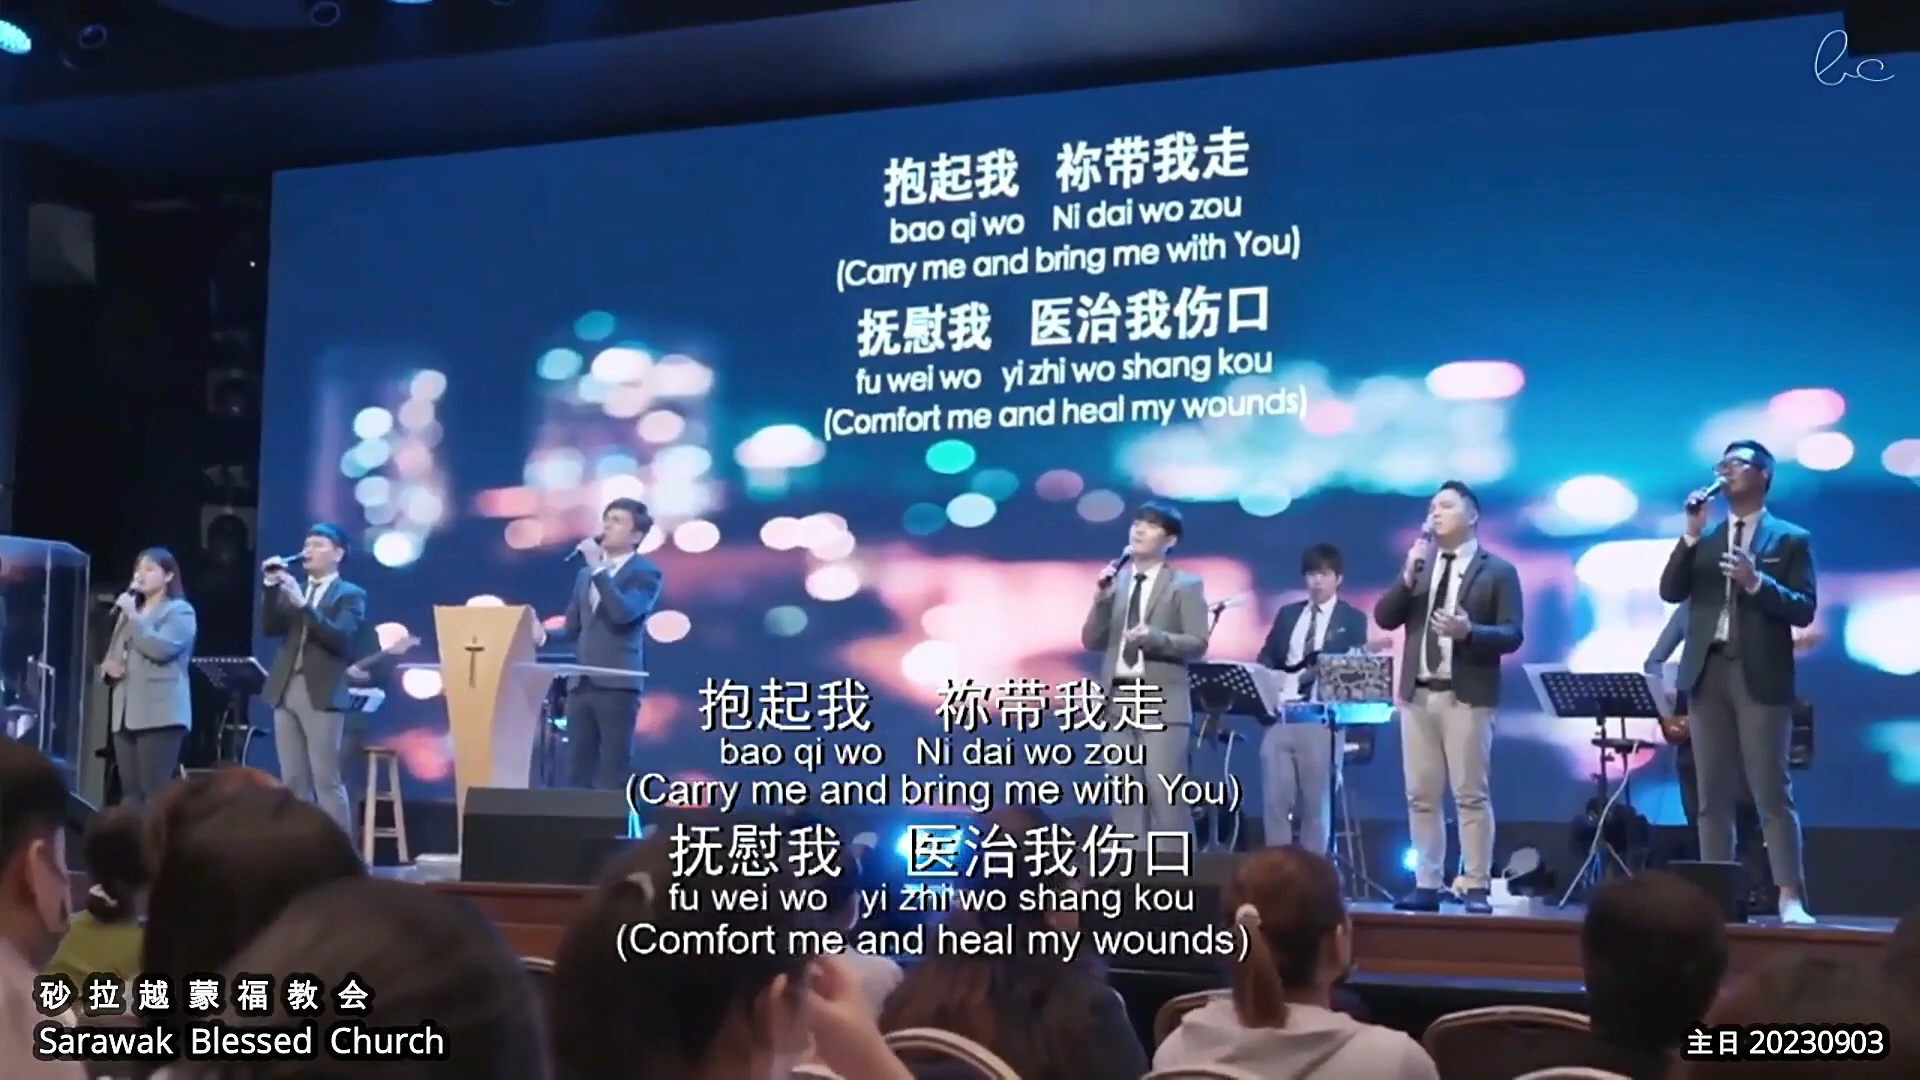 抱起我 祢带我走
bao qi wo Ni dai wo zou
(Carry me and bring me with You)
抚慰我 医治我伤口
fu wei wo yi zhi wo shang kou
(Comfort me and heal my wounds)
抱起我 祢带我走
bao qi wo Ni dai wo zou
(Carry me and bring me with You)
抚慰我 医治我伤口
fu wei wo yi zhi wo shang kou
(Comfort me and heal my wounds)
砂拉越蒙福教会
Sarawak Blessed Church
主日 20230903